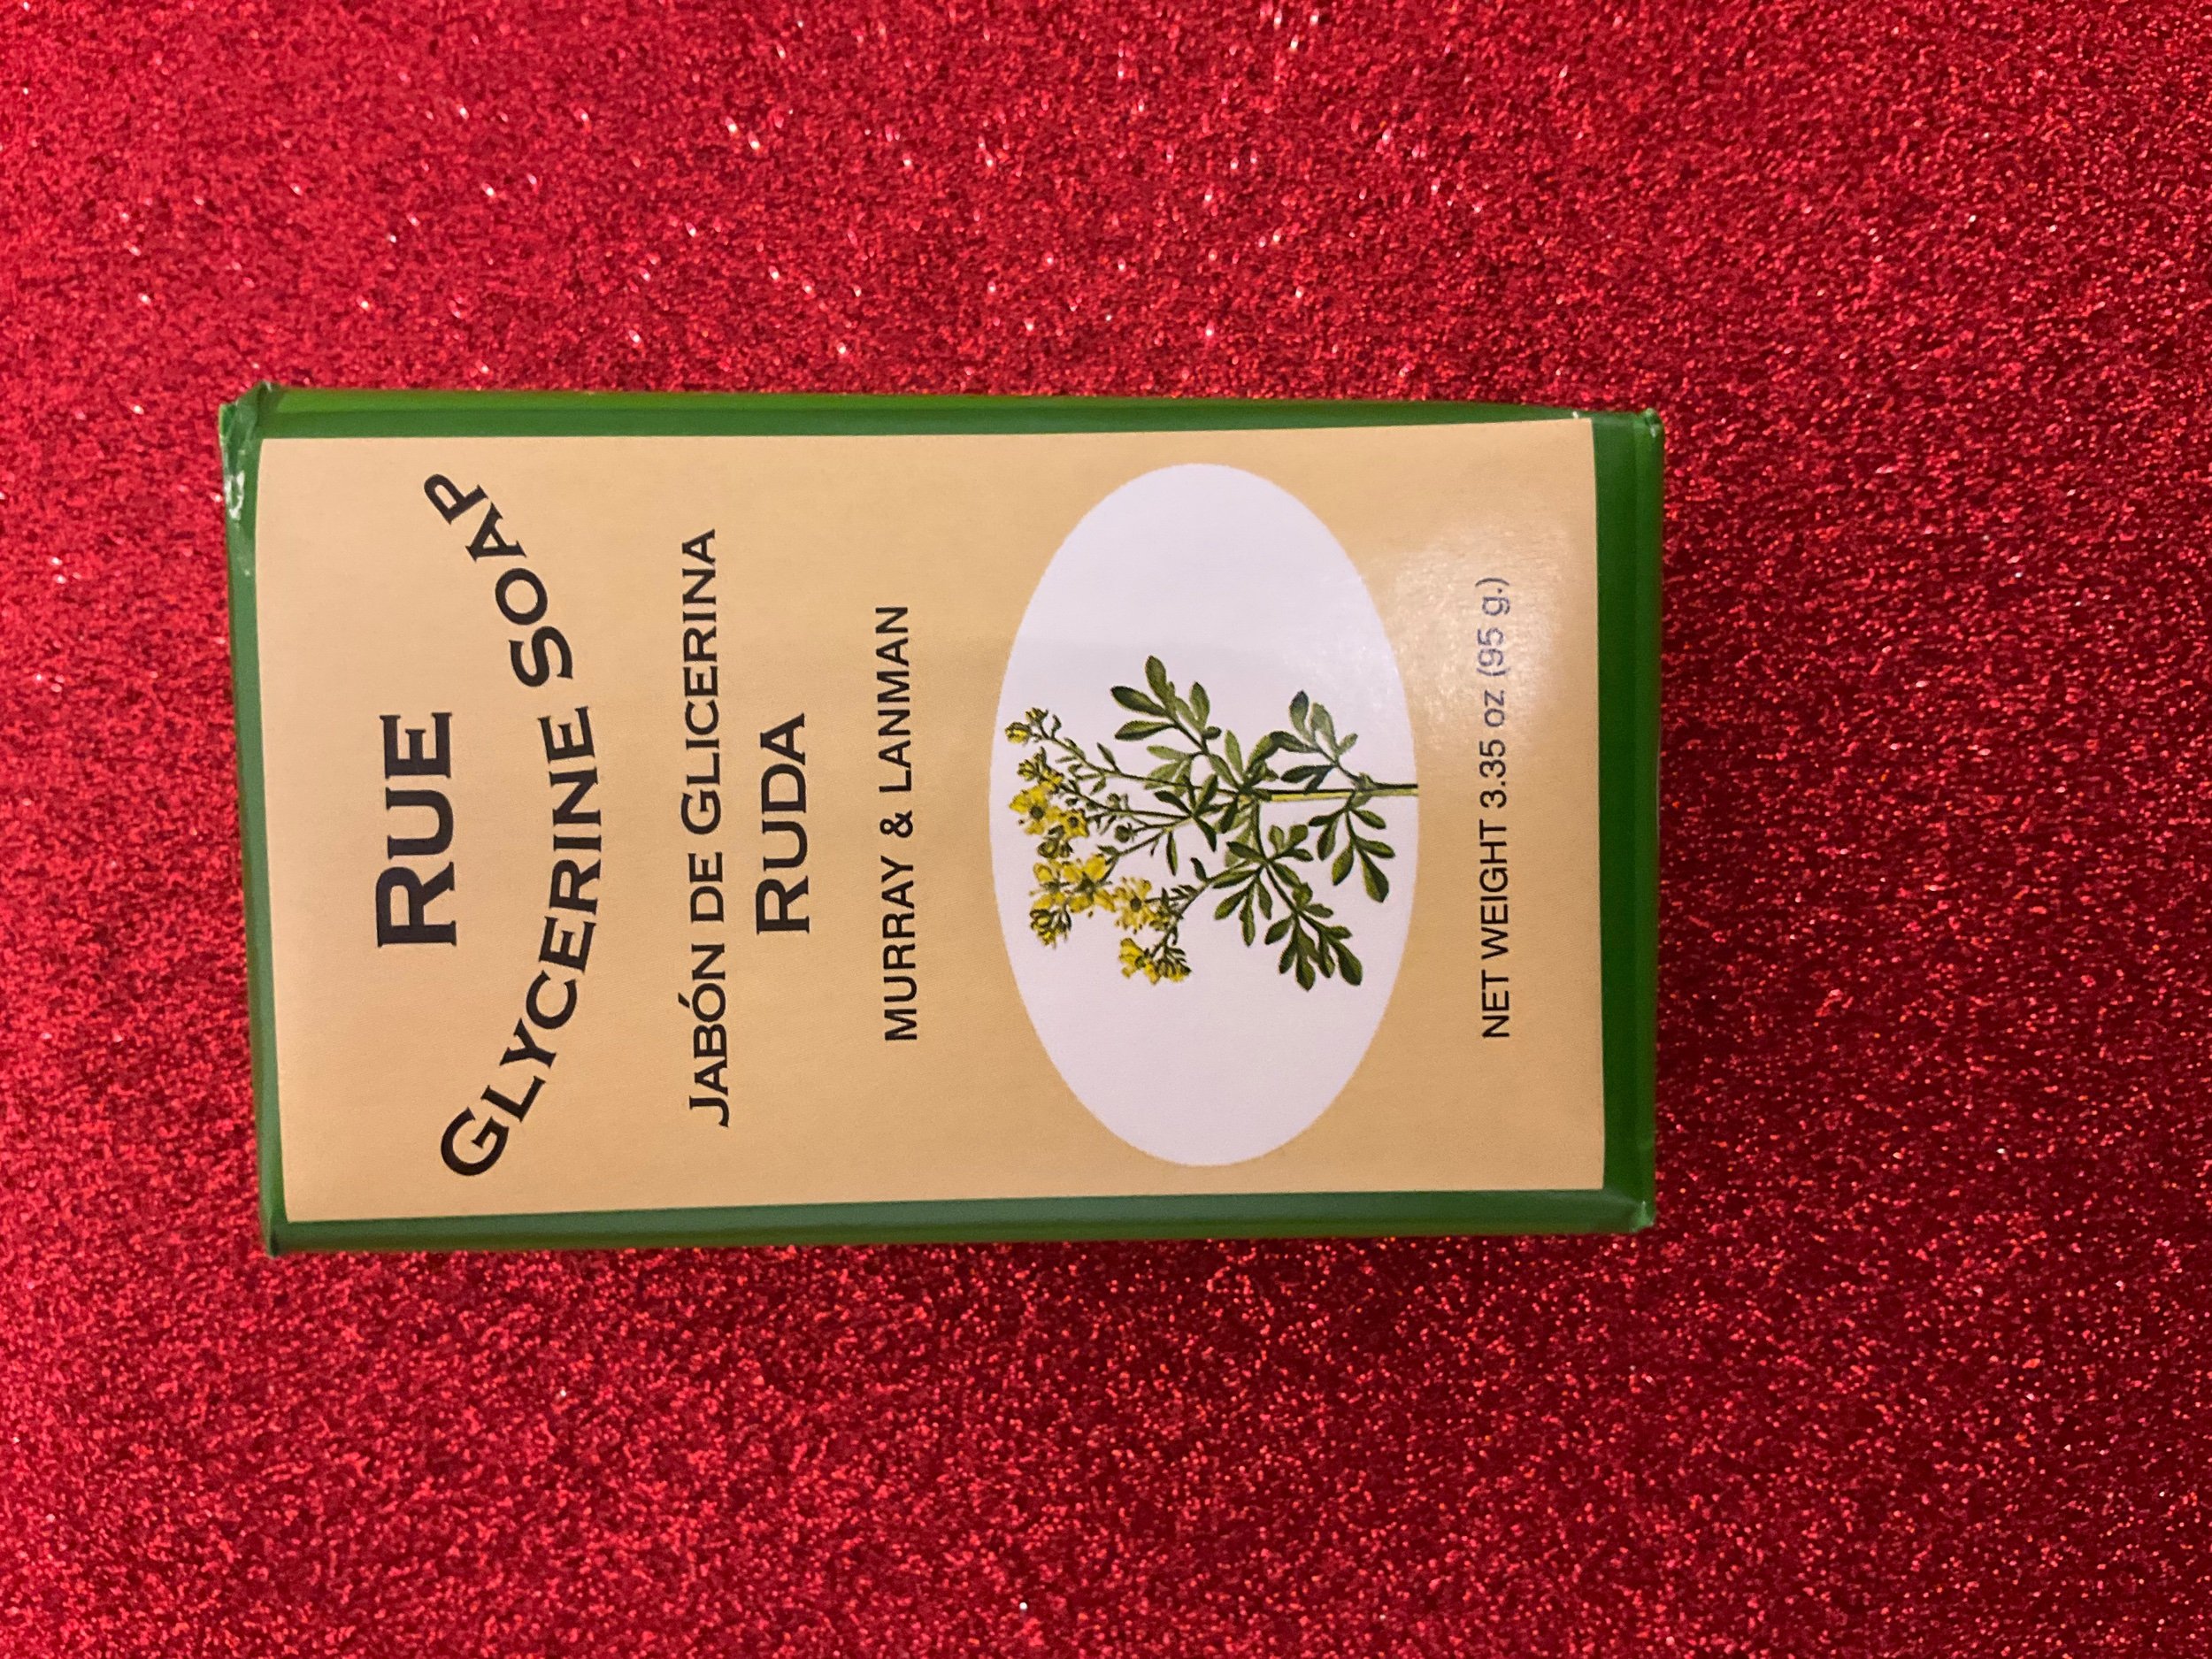 RUE
GLYCERINE SOAP
JABÓN DE GLICERINA
RUDA
MURRAY & LANMAN
NET WEIGHT 3.35 oz (95 g.)